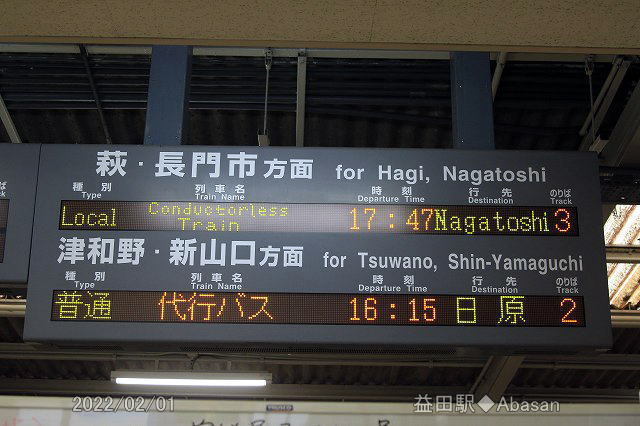 萩・長門市方面 for Hagi, Nagatoshi
種別 列車名 時刻 行先 のりば
Type Train Name Departure Time Destination Track
Local Conductorless Train 17:47 Nagatoshi 3
津和野・新山口方面 for Tsuwano, Shin-Yamaguchi
種別 列車名 時刻 行先 のりば
Type Train Name Departure Time Destination Track
普通 代行バス 16:15 日原 2
2022/02/01 益田駅◆Abasan